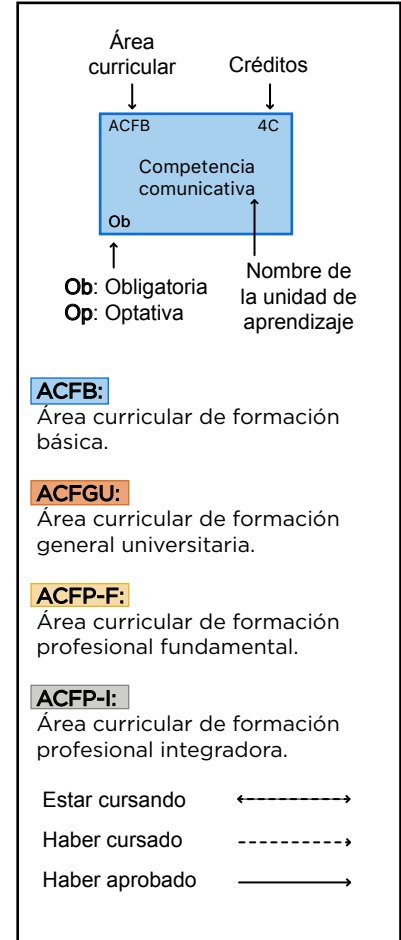 Área
curricular
Créditos
ACFB
4C
Competencia
comunicativa
Ob
Ob: Obligatoria
Op: Optativa
Nombre de
la unidad de
aprendizaje
ACFB:
Área curricular de formación
básica.
ACFGU:
Área curricular de formación
general universitaria.
ACFP-F:
Área curricular de formación
profesional fundamental.
ACFP-I:
Área curricular de formación
profesional integradora.
Estar cursando
Haber cursado
Haber aprobado